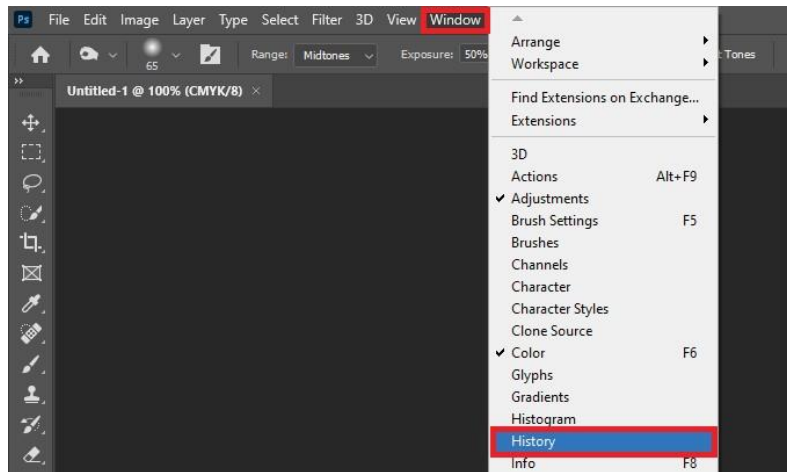 Ps File Edit Image Layer Type Select Filter 3D View Window
65 Range: Midtones Exposure: 50% t Tones
Untitled-1 @ 100% (CMYK/8) ×
Arrange
Workspace
Find Extensions on Exchange...
Extensions
3D
Actions Alt+F9
Adjustments
Brush Settings F5
Brushes
Channels
Character
Character Styles
Clone Source
Color F6
Glyphs
Gradients
Histogram
History
Info F8